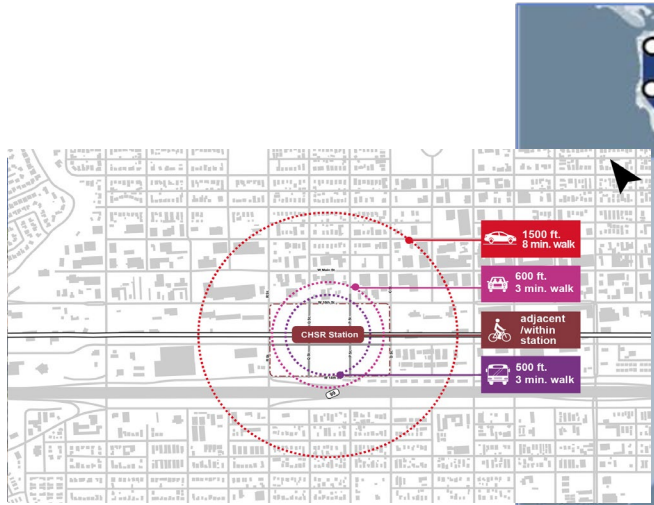 1500 ft.
8 min. walk
600 ft.
3 min. walk
adjacent
/within
station
CHSR Station
500 ft.
3 min. walk